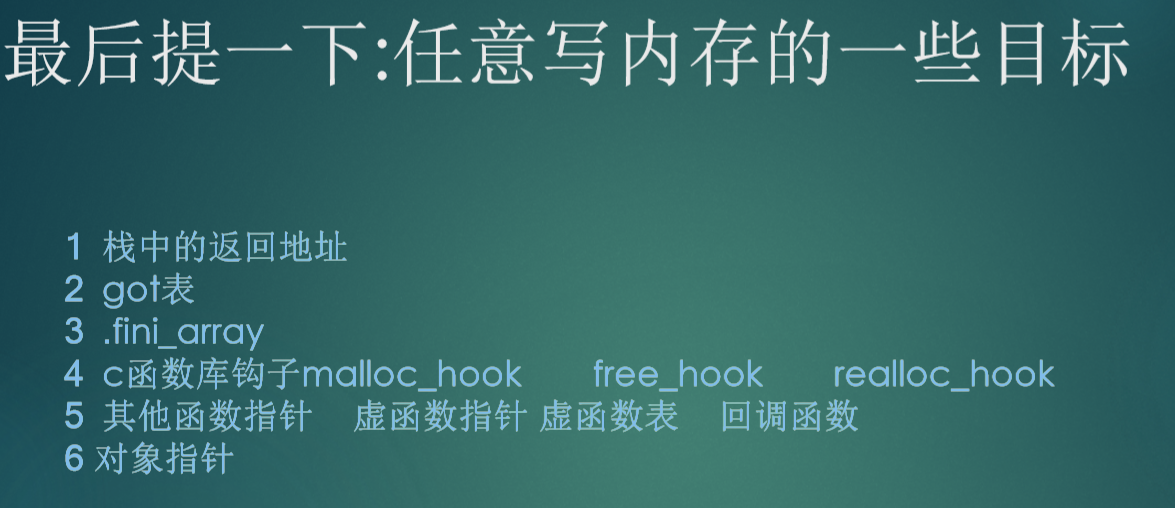 最后提一下:任意写内存的一些目标
1 栈中的返回地址
2 got表
3 .fini_array
4 c函数库钩子malloc_hook free_hook realloc_hook
5 其他函数指针 虚函数指针 虚函数表 回调函数
6 对象指针